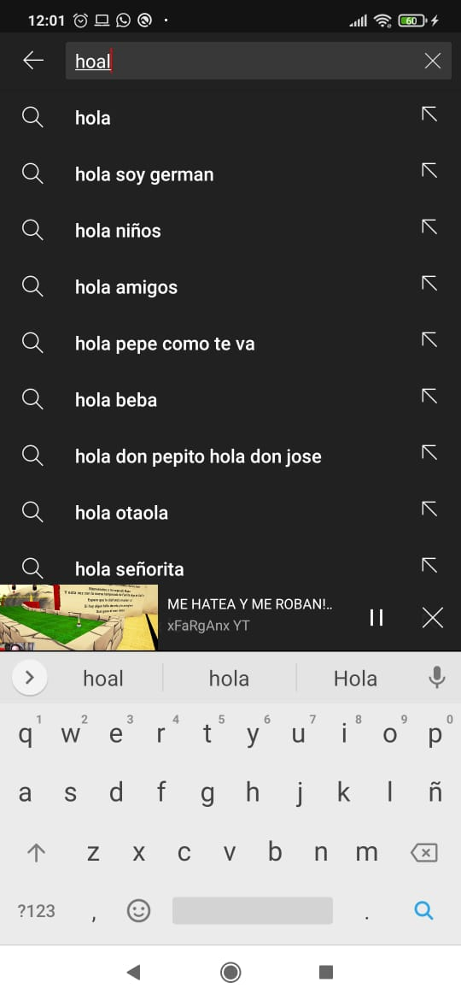 12:01
60
hoal
hola
hola soy german
hola niños
hola amigos
hola pepe como te va
hola beba
hola don pepito hola don jose
hola otaola
hola señorita
ME HATEA Y ME ROBAN!..
xFaRgAnx YT
hoal hola Hola
1 2 3 4 5 6 7 8 9 0
q w e r t y u i o p
a s d f g h j k l ñ
z x c v b n m
?123 , .